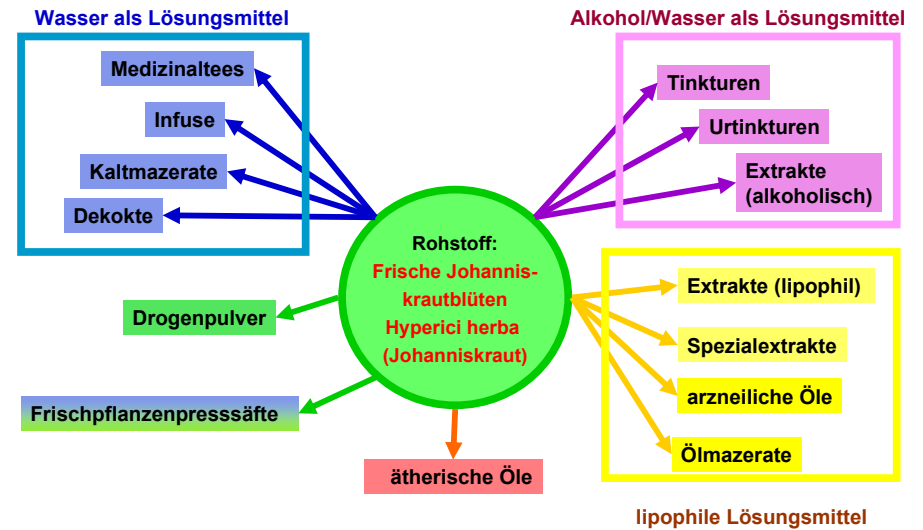 Wasser als Lösungsmittel
Alkohol/Wasser als Lösungsmittel
Medizinaltees
Infuse
Kaltmazerate
Dekokte
Tinkturen
Urtinkturen
Extrakte
(alkoholisch)
Rohstoff:
Frische Johannis-
krautblüten
Hyperici herba
(Johanniskraut)
Drogenpulver
Frischpflanzenpresssäfte
ätherische Öle
Extrakte (lipophil)
Spezialextrakte
arzneiliche Öle
Ölmazerate
lipophile Lösungsmittel